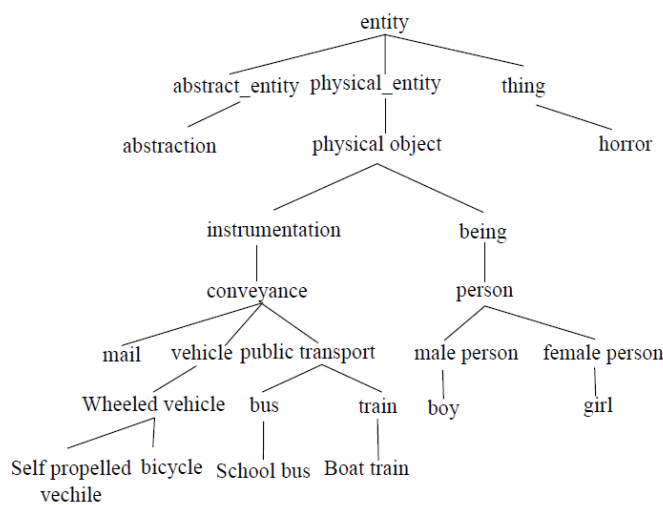 entity
abstract_entity physical_entity thing
abstraction physical object horror
instrumentation being
conveyance person
mail vehicle public transport male person female person
Wheeled vehicle bus train boy girl
Self propelled bicycle School bus Boat train
vechile